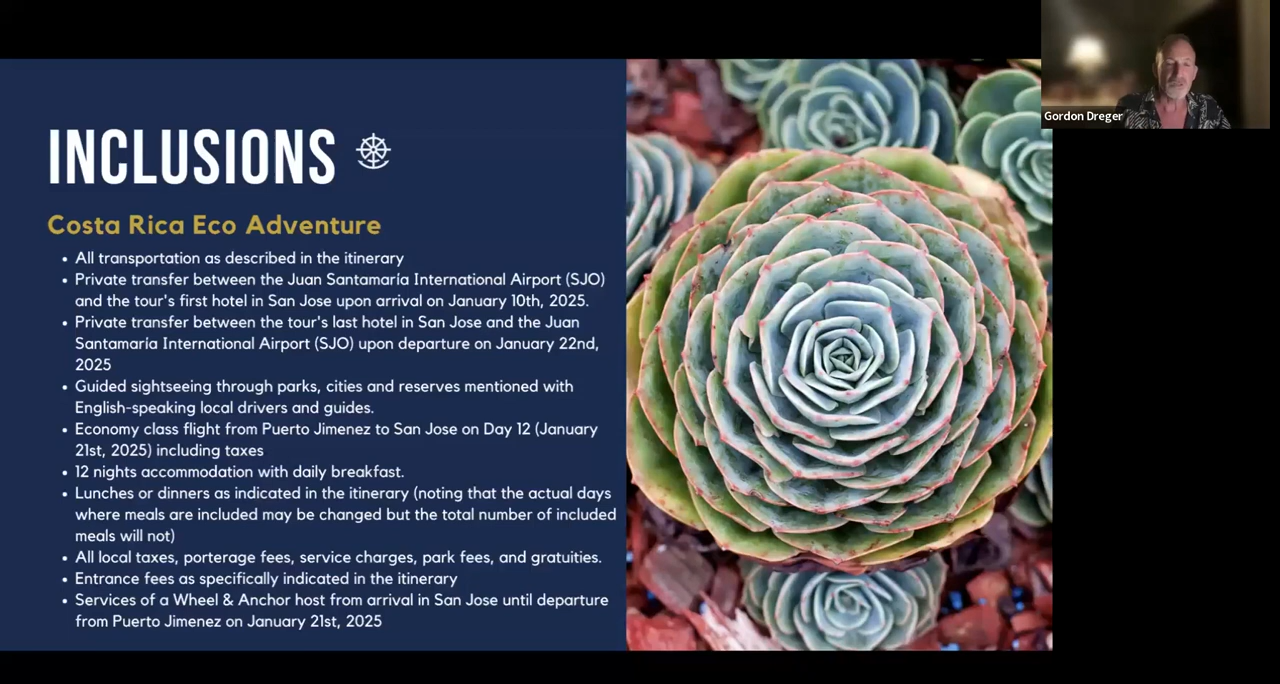 INCLUSIONS
Costa Rica Eco Adventure
• All transportation as described in the itinerary
• Private transfer between the Juan Santamaría International Airport (SJO)
and the tour's first hotel in San Jose upon arrival on January 10th, 2025.
• Private transfer between the tour's last hotel in San Jose and the Juan
Santamaría International Airport (SJO) upon departure on January 22nd,
2025
• Guided sightseeing through parks, cities and reserves mentioned with
English-speaking local drivers and guides.
• Economy class flight from Puerto Jimenez to San Jose on Day 12 (January
21st, 2025) including taxes
• 12 nights accommodation with daily breakfast.
• Lunches or dinners as indicated in the itinerary (noting that the actual days
where meals are included may be changed but the total number of included
meals will not)
• All local taxes, porterage fees, service charges, park fees, and gratuities.
• Entrance fees as specifically indicated in the itinerary
• Services of a Wheel & Anchor host from arrival in San Jose until departure
from Puerto Jimenez on January 21st, 2025
Gordon Dreger